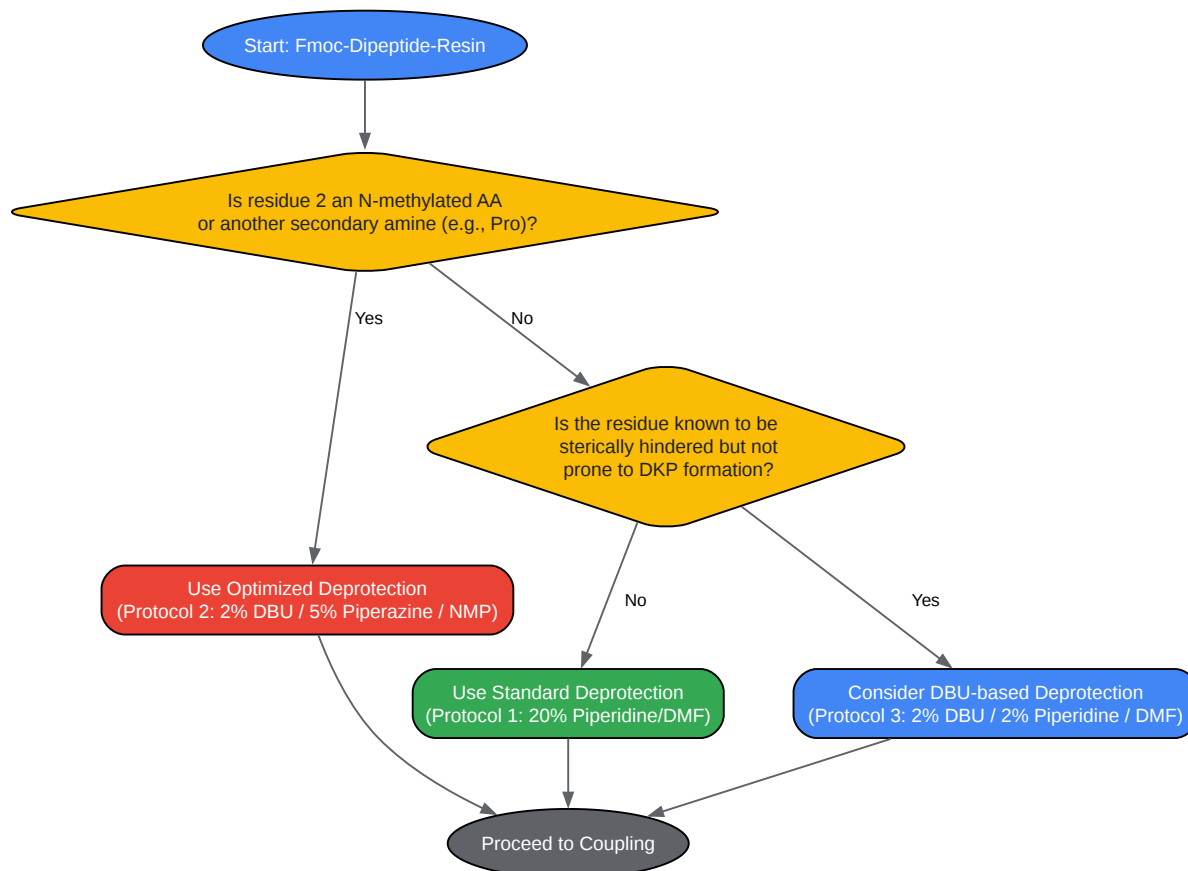 Start: Fmoc-Dipeptide-Resin
Is residue 2 an N-methylated AA
or another secondary amine (e.g., Pro)?
Yes
No
Is the residue known to be
sterically hindered but not
prone to DKP formation?
Use Optimized Deprotection
(Protocol 2: 2% DBU / 5% Piperazine / NMP)
No
Yes
Use Standard Deprotection
(Protocol 1: 20% Piperidine/DMF)
Consider DBU-based Deprotection
(Protocol 3: 2% DBU / 2% Piperidine / DMF)
Proceed to Coupling